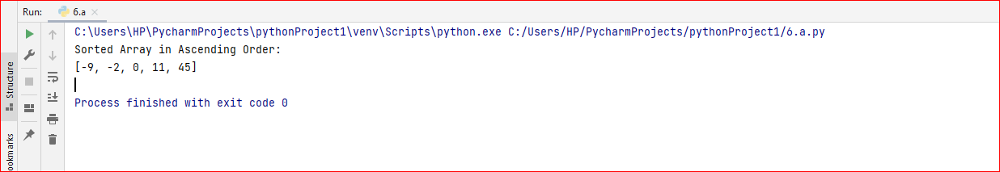 Run: 6.a
C:\Users\HP\PycharmProjects\pythonProject1\venv\Scripts\python.exe C:/Users/HP/PycharmProjects/pythonProject1/6.a.py
Sorted Array in Ascending Order:
[-9, -2, 0, 11, 45]
Process finished with exit code 0
Structure
ookmarks